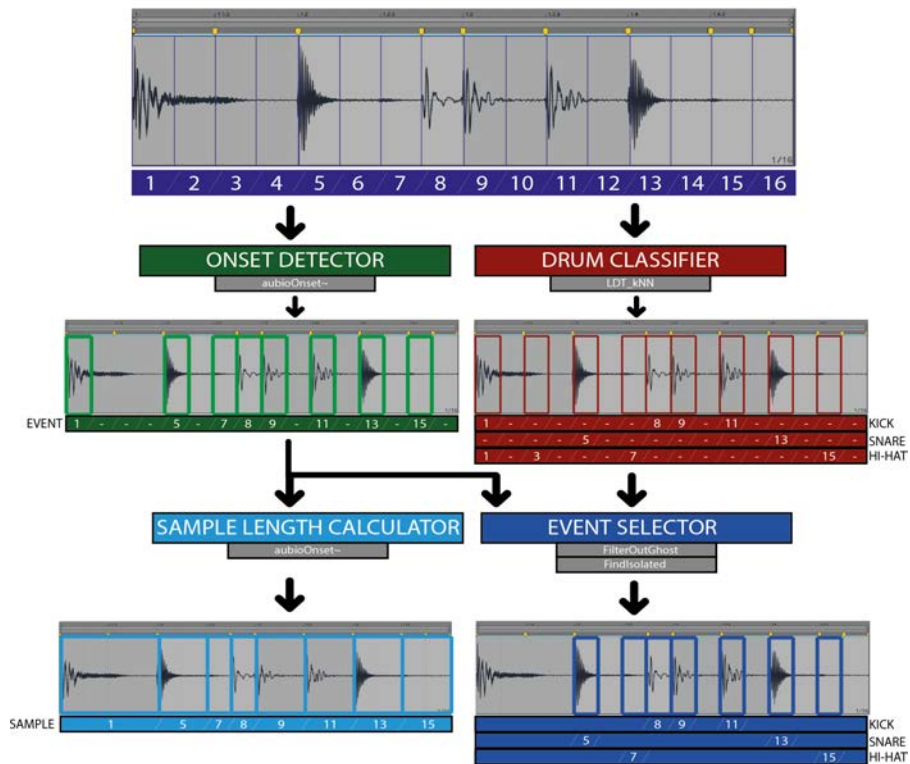 1/16
1 / 2 / 3 / 4 / 5 / 6 / 7 / 8 / 9 / 10 / 11 / 12 / 13 / 14 / 15 / 16
ONSET DETECTOR
aubioOnset~
DRUM CLASSIFIER
LDT_kNN
EVENT 1 - - - 5 - 7 8 9 - 11 - 13 - 15 -
1 - - - - - - 8 9 - 11 - - - - - KICK
- - - - 5 - - - - - - - 13 - - - SNARE
1 - 3 - - - 7 - - - - - - - 15 - HI-HAT
SAMPLE LENGTH CALCULATOR
aubioOnset~
EVENT SELECTOR
FilterOutGhost
FindIsolated
SAMPLE 1 5 7 8 9 11 13 15
8 9 11 KICK
5 13 SNARE
7 15 HI-HAT